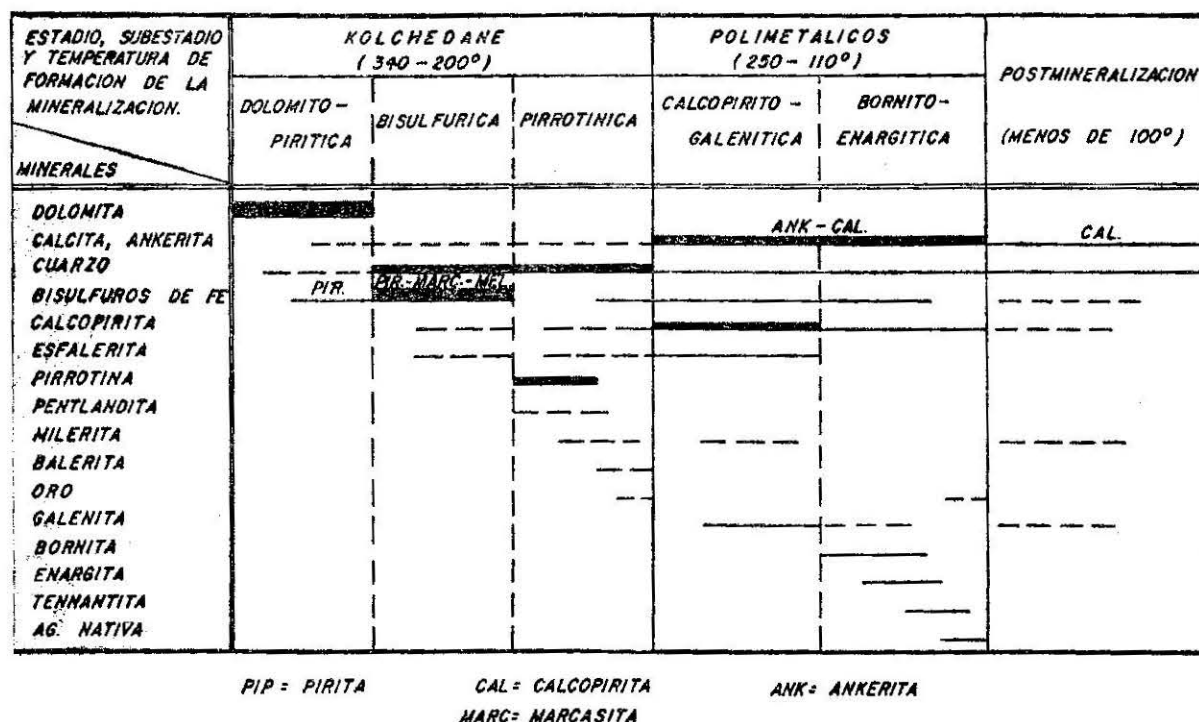 ESTADIO, SUBESTADIO
Y TEMPERATURA DE
FORMACION DE LA
MINERALIZACION.
MINERALES
KOLCHEDANE
(340-200°)
POLIMETALICOS
(250-110°)
POSTMINERALIZACION
(MENOS DE 100°)
DOLOMITO-
PIRITICA
BISULFURICA
PIRROTINICA
CALCOPIRITO-
GALENITICA
BORNITO-
ENARGITICA
DOLOMITA
CALCITA, ANKERITA
ANK-CAL.
CAL.
CUARZO
BISULFUROS DE FE
PIR.
PIR.-MARC.-MEL.
CALCOPIRITA
ESFALERITA
PIRROTINA
PENTLANDITA
MILERITA
BALERITA
ORO
GALENITA
BORNITA
ENARGITA
TENNANTITA
AG. NATIVA
PIP = PIRITA
CAL = CALCOPIRITA
ANK = ANKERITA
MARC = MARCASITA